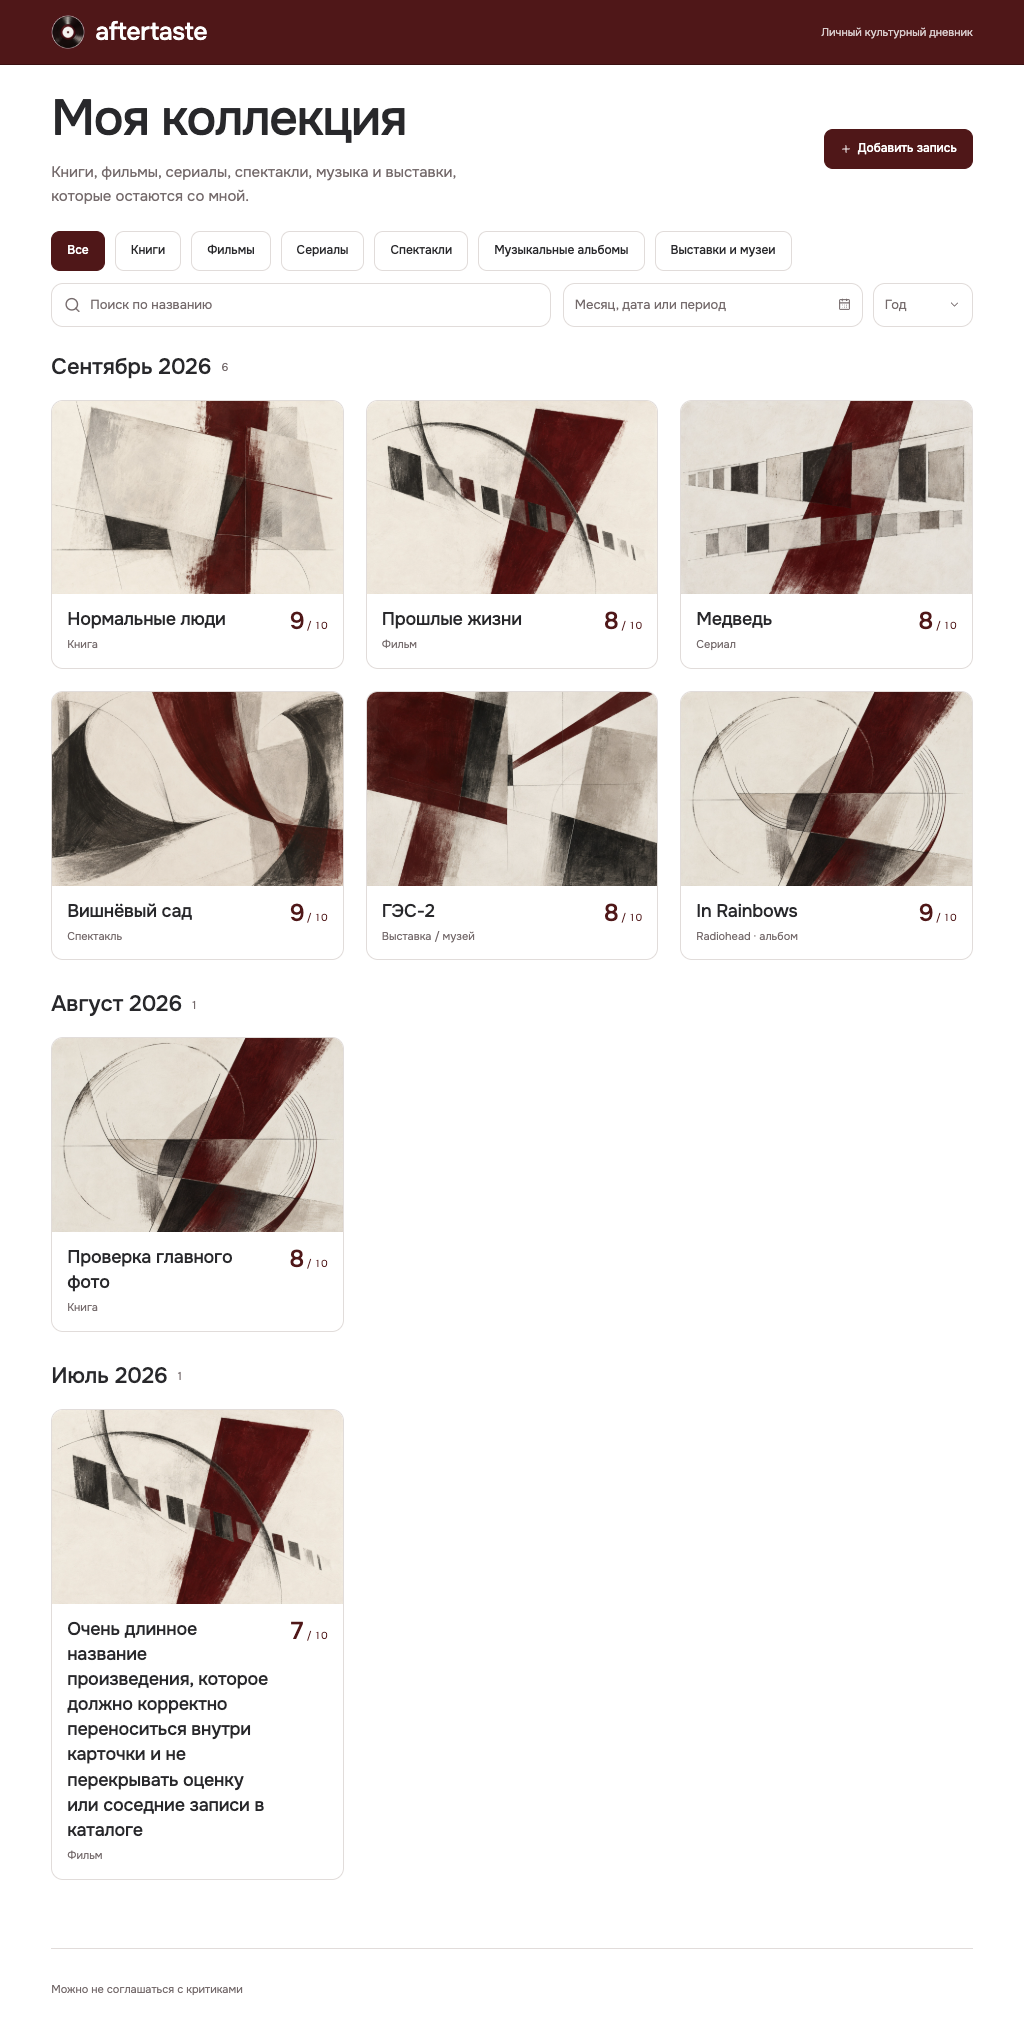 aftertaste
Личный культурный дневник
Моя коллекция
Книги, фильмы, сериалы, спектакли, музыка и выставки,
которые остаются со мной.
+ Добавить запись
Все
Книги
Фильмы
Сериалы
Спектакли
Музыкальные альбомы
Выставки и музеи
Поиск по названию
Месяц, дата или период
Год
Сентябрь 2026 6
Нормальные люди
9 / 10
Книга
Прошлые жизни
8 / 10
Фильм
Медведь
8 / 10
Сериал
Вишнёвый сад
9 / 10
Спектакль
ГЭС-2
8 / 10
Выставка / музей
In Rainbows
9 / 10
Radiohead · альбом
Август 2026 1
Проверка главного
фото
8 / 10
Книга
Июль 2026 1
Очень длинное
название
произведения, которое
должно корректно
переноситься внутри
карточки и не
перекрывать оценку
или соседние записи в
каталоге
7 / 10
Фильм
Можно не соглашаться с критиками